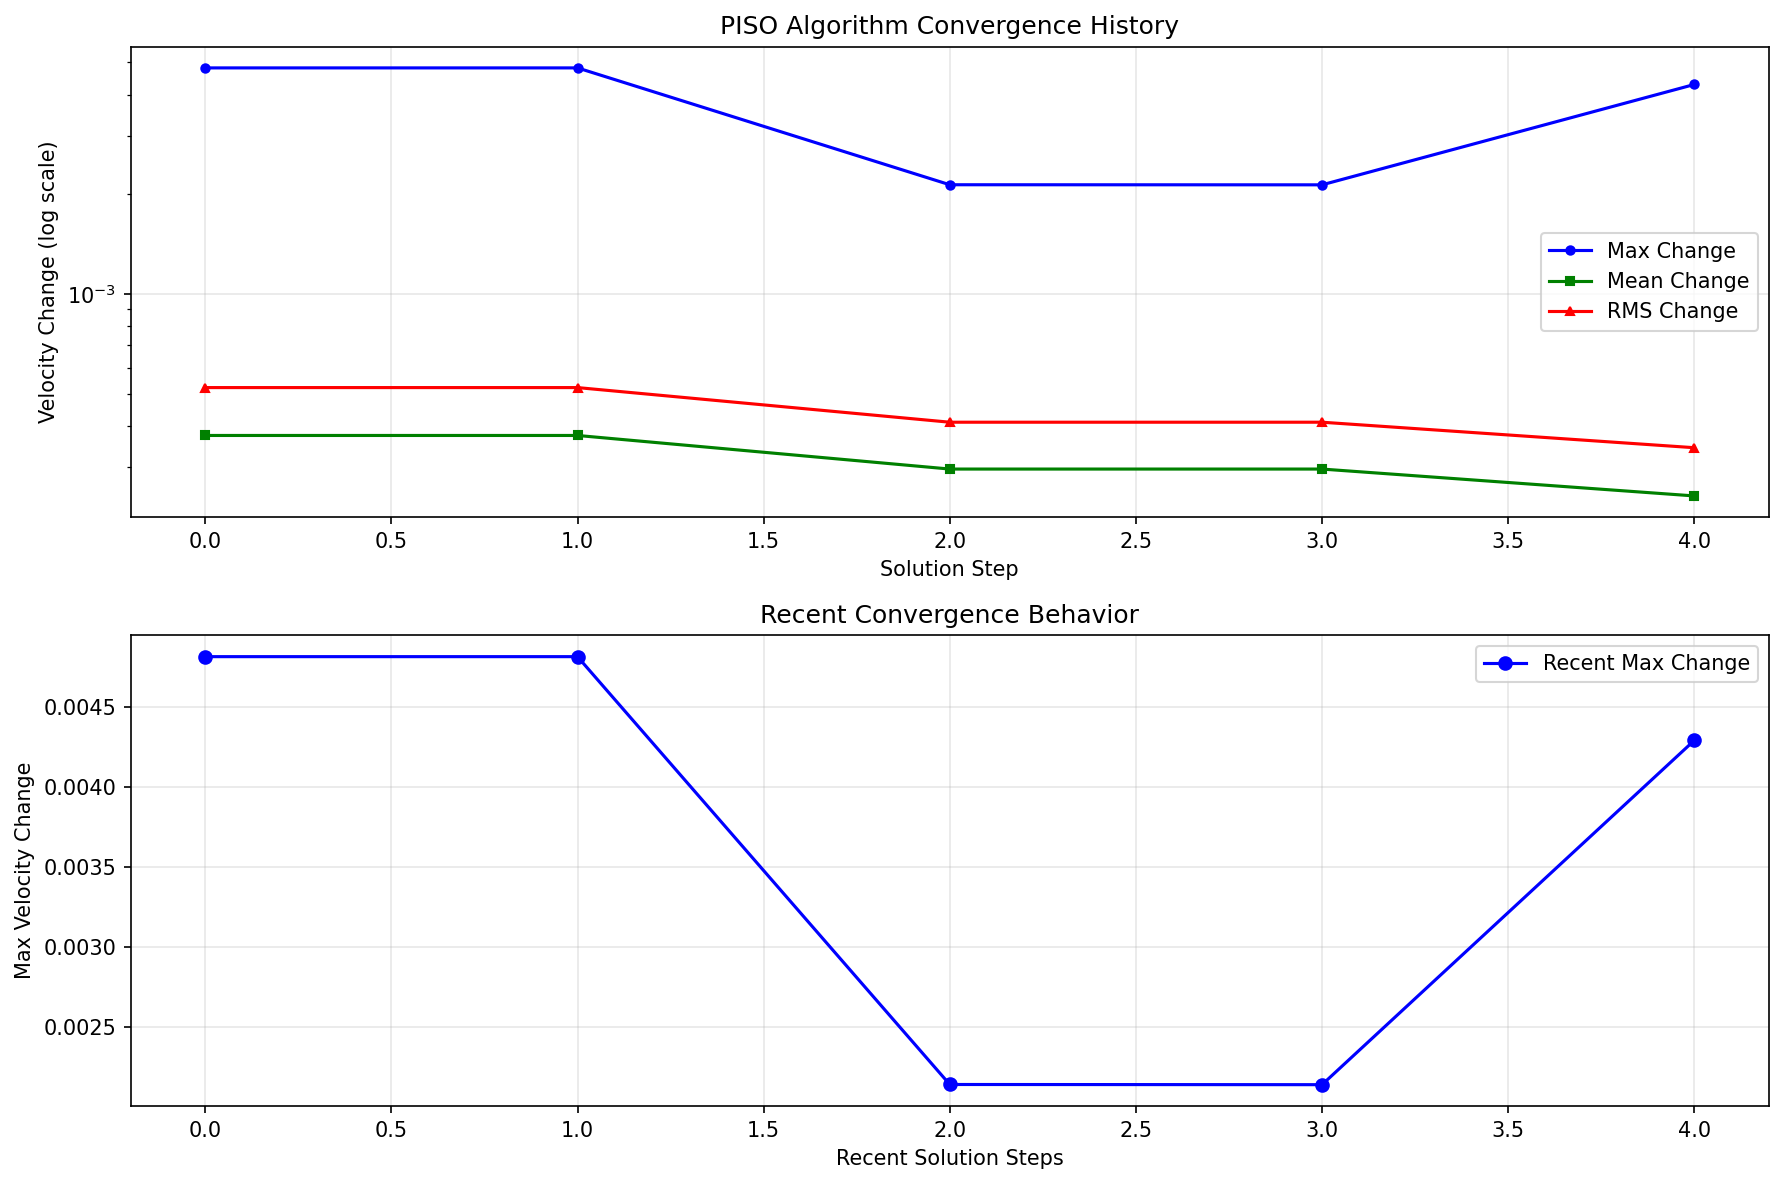 PISO Algorithm Convergence History
Velocity Change (log scale)
10⁻³
Max Change
Mean Change
RMS Change
0.0 0.5 1.0 1.5 2.0 2.5 3.0 3.5 4.0
Solution Step
Recent Convergence Behavior
Max Velocity Change
Recent Max Change
0.0045
0.0040
0.0035
0.0030
0.0025
0.0 0.5 1.0 1.5 2.0 2.5 3.0 3.5 4.0
Recent Solution Steps